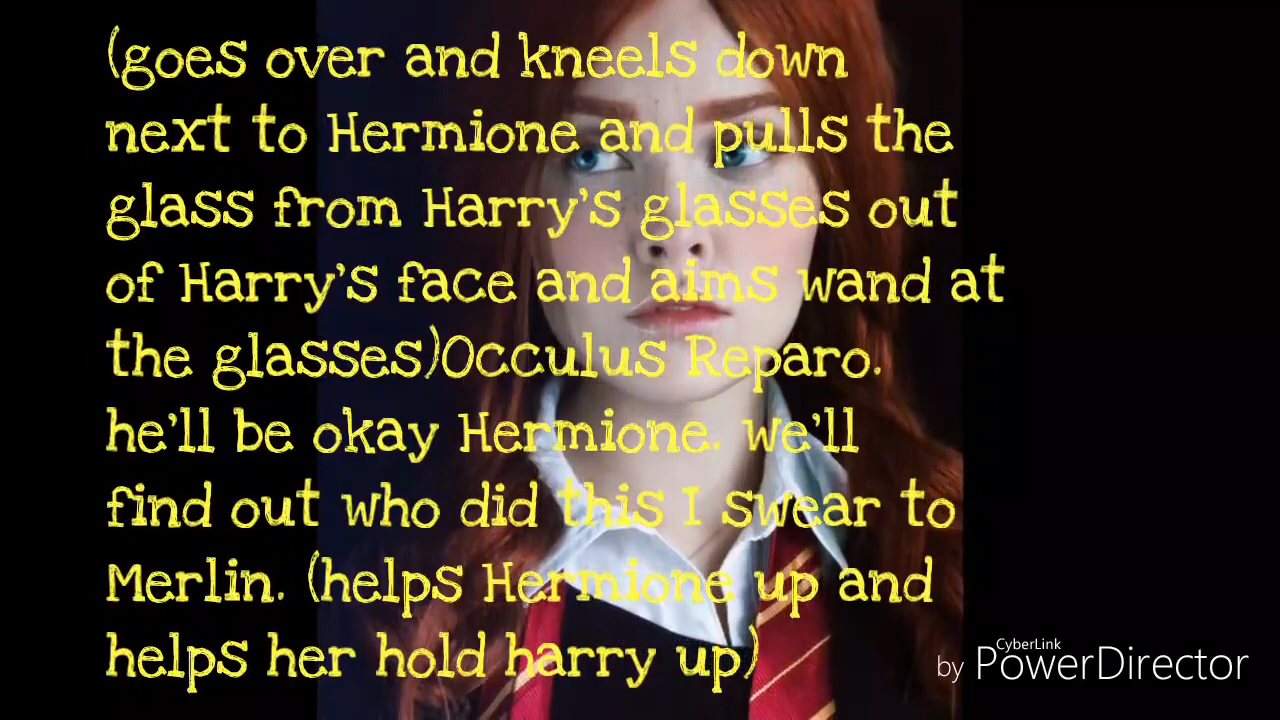 (goes over and kneels down
next to Hermione and pulls the
glass from Harry's glasses out
of Harry's face and aims wand at
the glasses)Occulus Reparo.
he'll be okay Hermione. we'll
find out who did this I swear to
Merlin. (helps Hermione up and
helps her hold harry up)
CyberLink
by PowerDirector